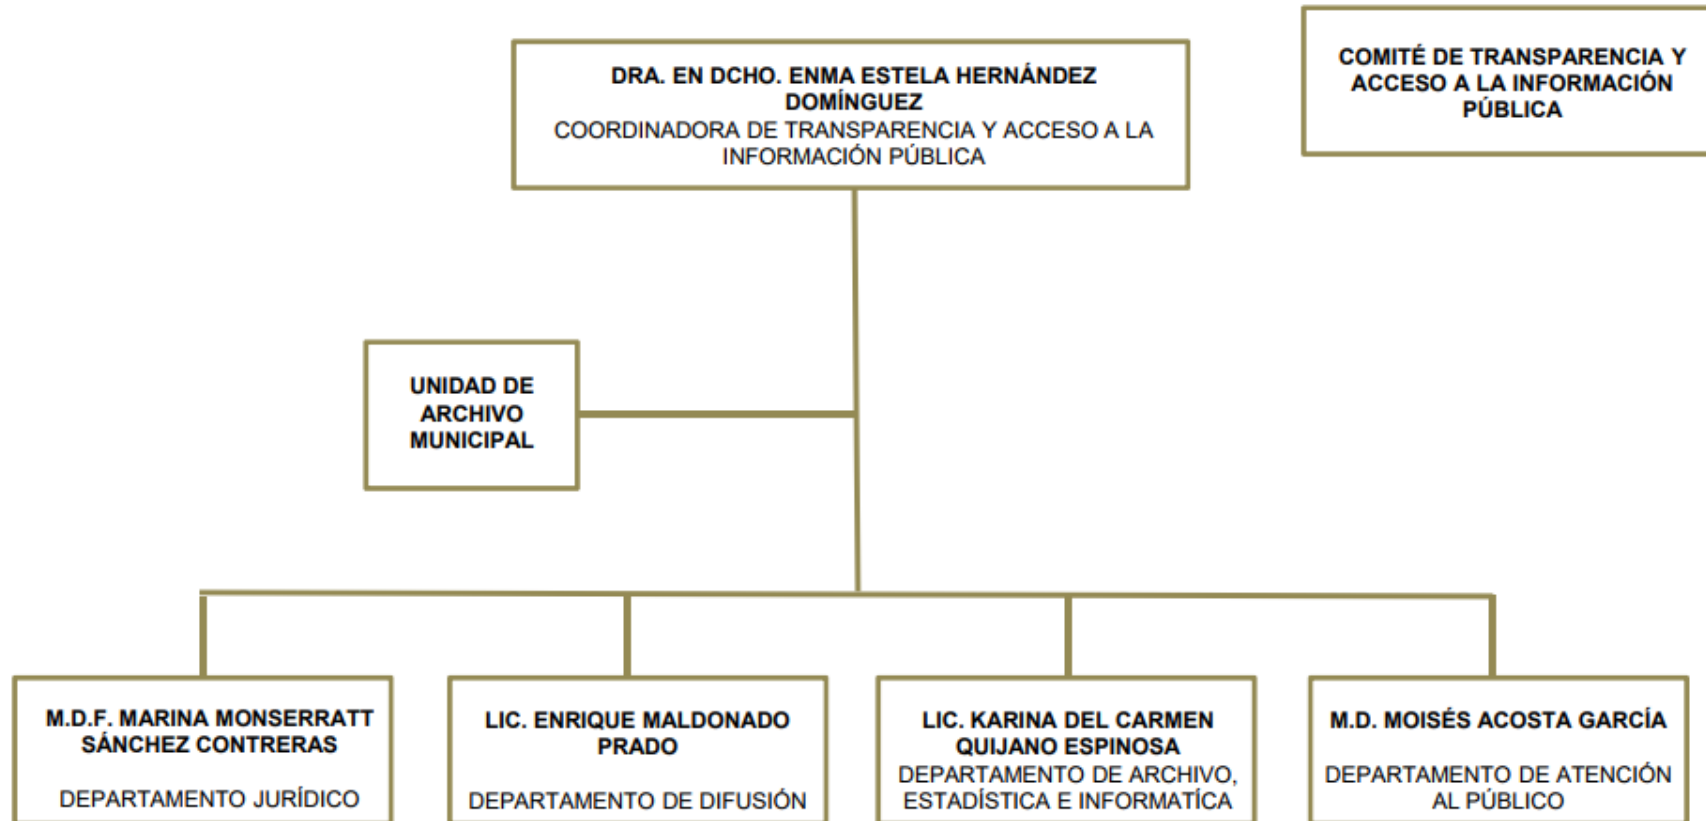 DRA. EN DCHO. ENMA ESTELA HERNÁNDEZ
DOMÍNGUEZ
COORDINADORA DE TRANSPARENCIA Y ACCESO A LA
INFORMACIÓN PÚBLICA
COMITÉ DE TRANSPARENCIA Y
ACCESO A LA INFORMACIÓN
PÚBLICA
UNIDAD DE
ARCHIVO
MUNICIPAL
M.D.F. MARINA MONSERRATT
SÁNCHEZ CONTRERAS
DEPARTAMENTO JURÍDICO
LIC. ENRIQUE MALDONADO
PRADO
DEPARTAMENTO DE DIFUSIÓN
LIC. KARINA DEL CARMEN
QUIJANO ESPINOSA
DEPARTAMENTO DE ARCHIVO,
ESTADÍSTICA E INFORMATÍCA
M.D. MOISÉS ACOSTA GARCÍA
DEPARTAMENTO DE ATENCIÓN
AL PÚBLICO